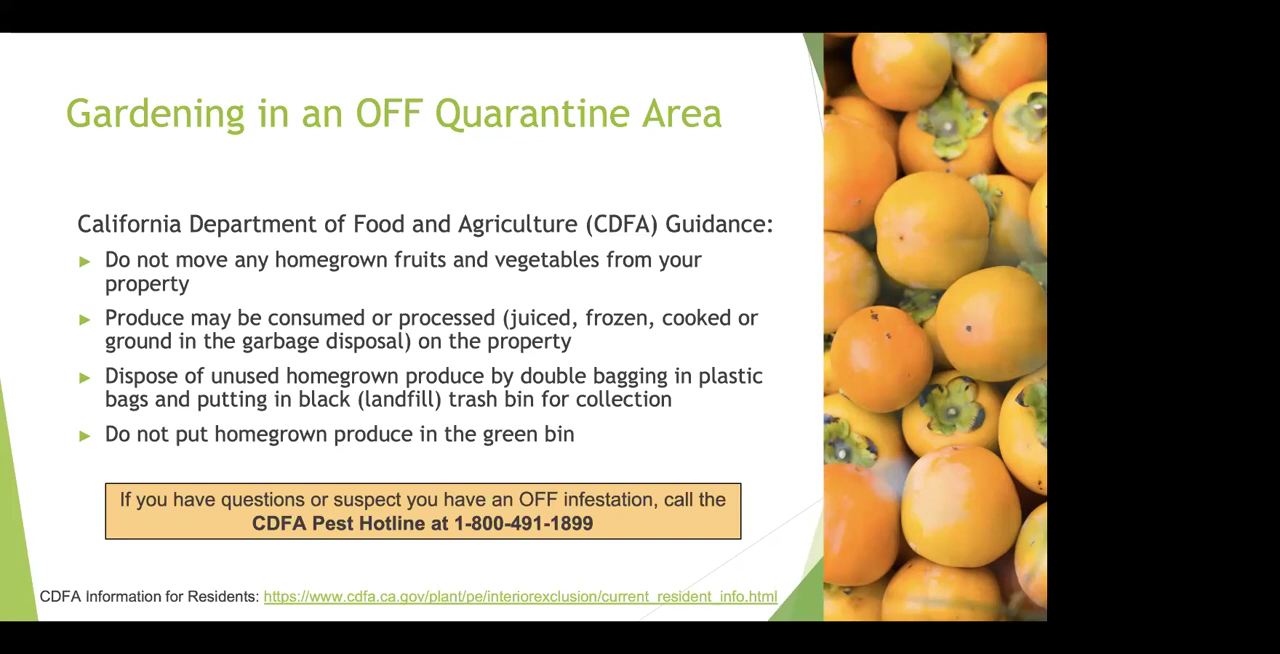 Gardening in an OFF Quarantine Area
California Department of Food and Agriculture (CDFA) Guidance:
► Do not move any homegrown fruits and vegetables from your
property
► Produce may be consumed or processed (juiced, frozen, cooked or
ground in the garbage disposal) on the property
► Dispose of unused homegrown produce by double bagging in plastic
bags and putting in black (landfill) trash bin for collection
► Do not put homegrown produce in the green bin
If you have questions or suspect you have an OFF infestation, call the
CDFA Pest Hotline at 1-800-491-1899
CDFA Information for Residents: https://www.cdfa.ca.gov/plant/pe/interiorexclusion/current_resident_info.html